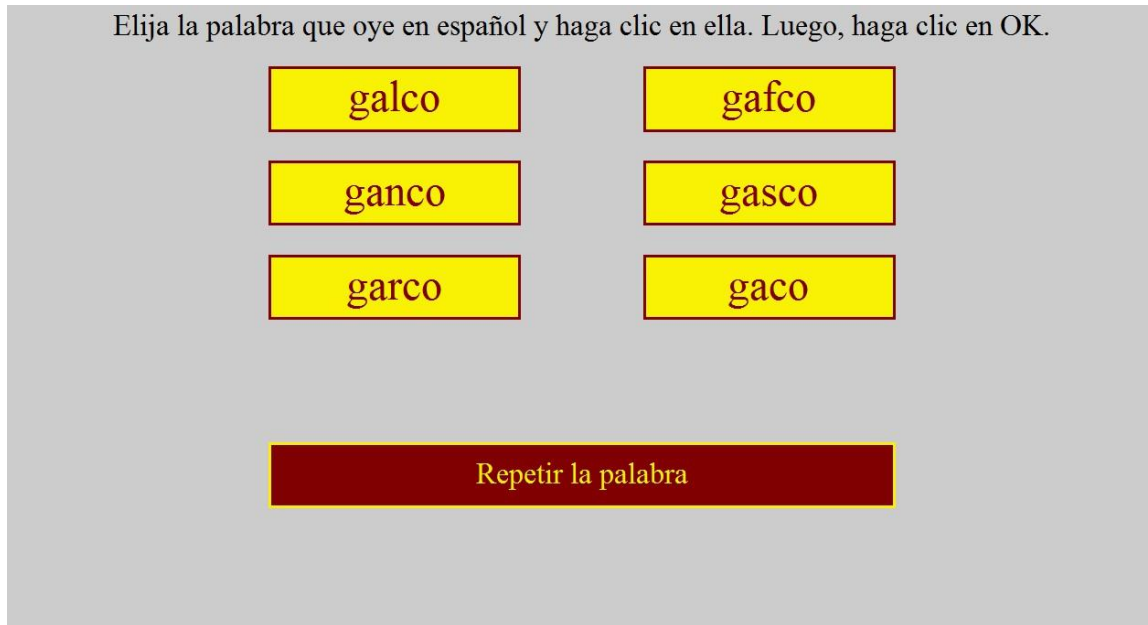 Elija la palabra que oye en español y haga clic en ella. Luego, haga clic en OK.
galco gafco
ganco gasco
garco gaco
Repetir la palabra